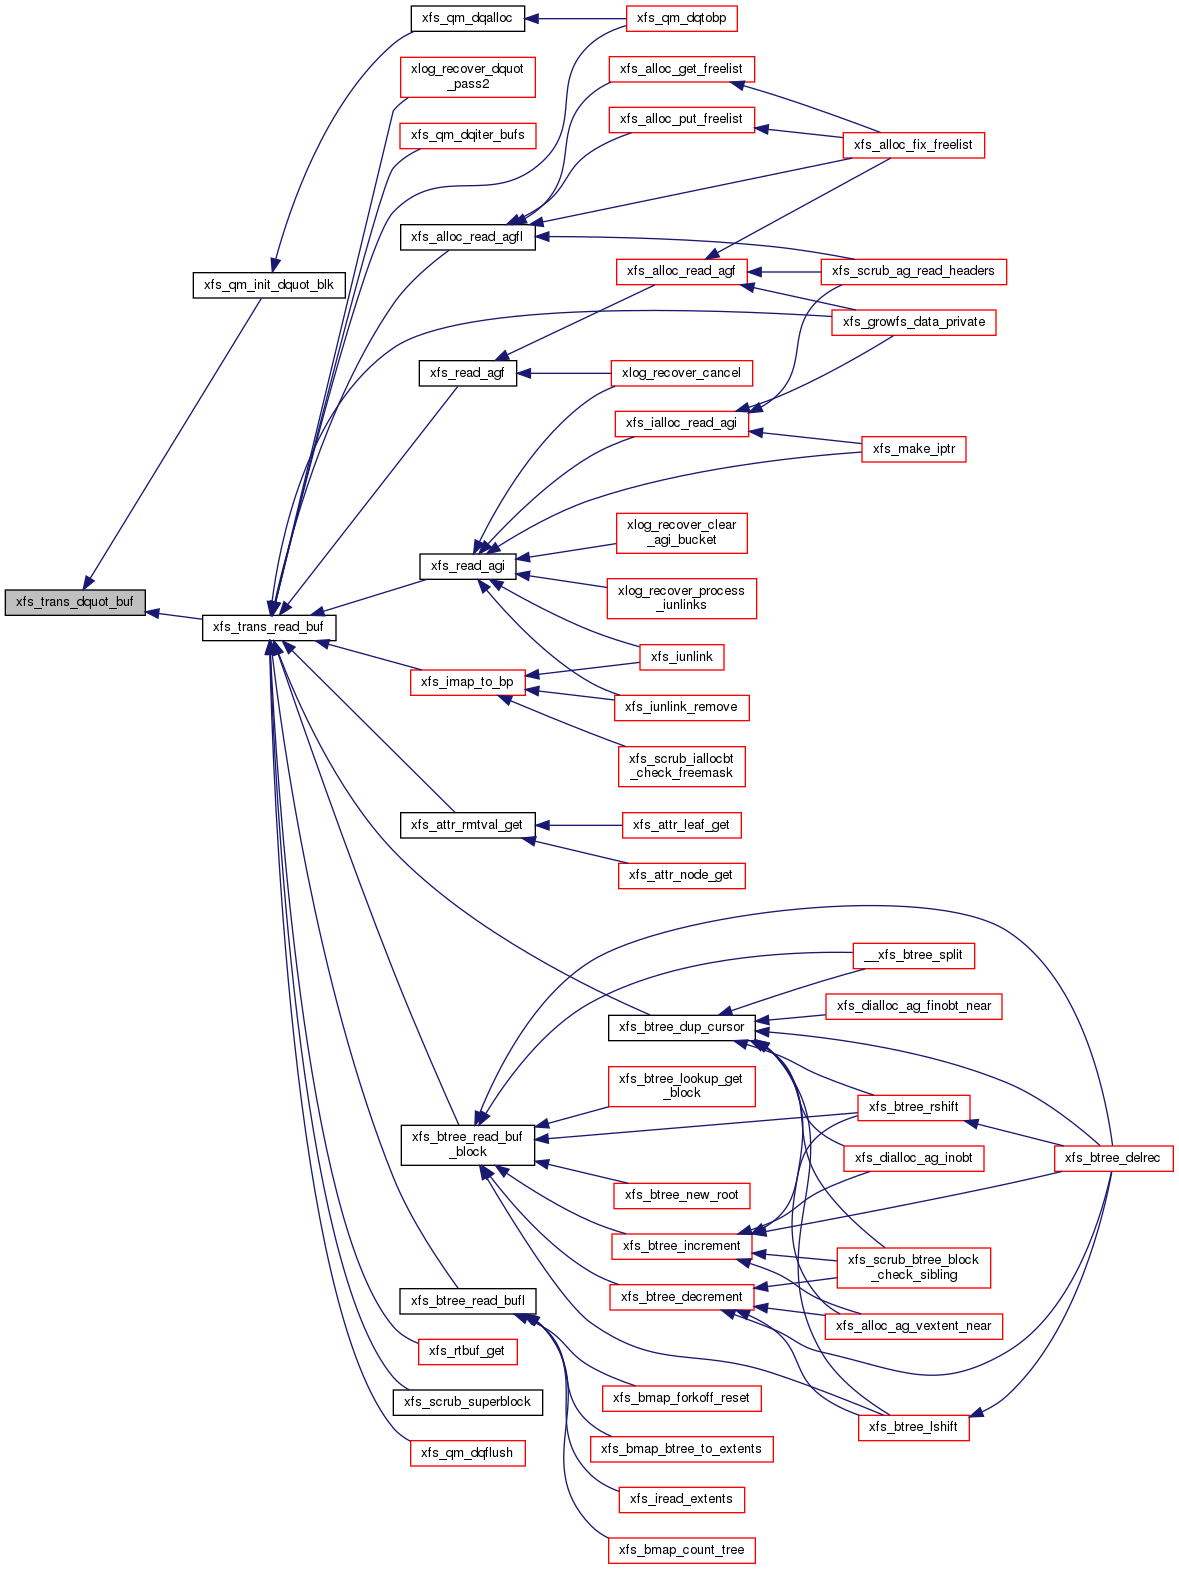 xfs_qm_dqalloc
xfs_qm_dqtobp
xlog_recover_dquot
_pass2
xfs_alloc_get_freelist
xfs_alloc_put_freelist
xfs_qm_dqiter_bufs
xfs_alloc_fix_freelist
xfs_alloc_read_agfl
xfs_alloc_read_agf
xfs_scrub_ag_read_headers
xfs_qm_init_dquot_blk
xfs_growfs_data_private
xfs_read_agf
xlog_recover_cancel
xfs_ialloc_read_agi
xfs_make_iptr
xlog_recover_clear
_agi_bucket
xfs_read_agi
xlog_recover_process
_iunlinks
xfs_trans_dquot_buf
xfs_trans_read_buf
xfs_iunlink
xfs_imap_to_bp
xfs_iunlink_remove
xfs_scrub_iallocbt
_check_freemask
xfs_attr_rmtval_get
xfs_attr_leaf_get
xfs_attr_node_get
__xfs_btree_split
xfs_dialloc_ag_finobt_near
xfs_btree_dup_cursor
xfs_btree_lookup_get
_block
xfs_btree_rshift
xfs_btree_read_buf
_block
xfs_dialloc_ag_inobt
xfs_btree_delrec
xfs_btree_new_root
xfs_btree_increment
xfs_scrub_btree_block
_check_sibling
xfs_btree_decrement
xfs_btree_read_bufl
xfs_alloc_ag_vextent_near
xfs_rtbuf_get
xfs_bmap_forkoff_reset
xfs_scrub_superblock
xfs_btree_lshift
xfs_qm_dqflush
xfs_bmap_btree_to_extents
xfs_iread_extents
xfs_bmap_count_tree